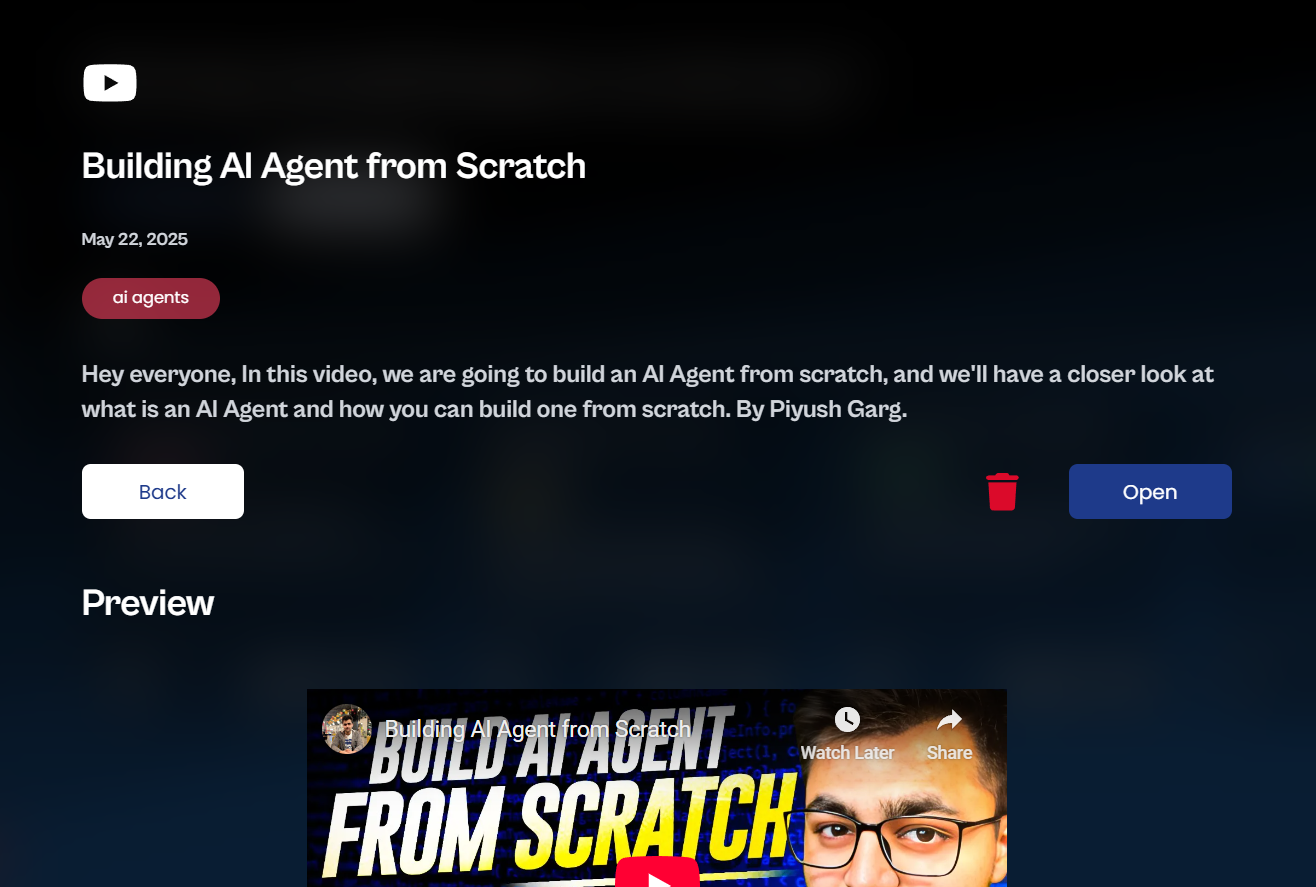 Building AI Agent from Scratch
May 22, 2025
ai agents
Hey everyone, In this video, we are going to build an AI Agent from scratch, and we'll have a closer look at
what is an AI Agent and how you can build one from scratch. By Piyush Garg.
Back
Open
Preview
Building AI Agent from Scratch
Watch Later
Share
BUILD AI AGENT
FROM SCRATCH